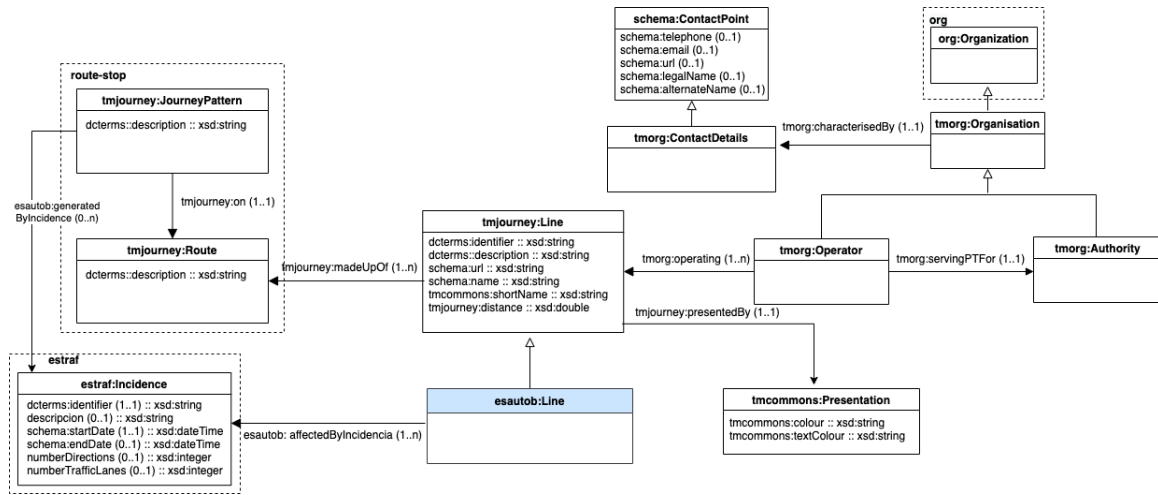 schema:ContactPoint
schema:telephone (0..1)
schema:email (0..1)
schema:url (0..1)
schema:legalName (0..1)
schema:alternateName (0..1)
org
org:Organization
route-stop
tmjourney:JourneyPattern
dcterms::description :: xsd:string
tmorg:ContactDetails
tmorg:characterisedBy (1..1)
tmorg:Organisation
esautob:generated
ByIncidence (0..n)
tmjourney:on (1..1)
tmjourney:Route
dcterms::description :: xsd:string
tmjourney:madeUpOf (1..n)
tmjourney:Line
dcterms:identifier :: xsd:string
dcterms::description :: xsd:string
schema:url :: xsd:string
schema:name :: xsd:string
tmcommons:shortName :: xsd:string
tmjourney:distance :: xsd:double
tmorg:operating (1..n)
tmorg:Operator
tmorg:servingPTFor (1..1)
tmorg:Authority
tmjourney:presentedBy (1..1)
estraf
estraf:Incidence
dcterms:identifier (1..1) :: xsd:string
descripcion (0..1) :: xsd:string
schema:startDate (1..1) :: xsd:dateTime
schema:endDate (0..1) :: xsd:dateTime
numberDirections (0..1) :: xsd:integer
numberTrafficLanes (0..1) :: xsd:integer
esautob: affectedByIncidencia (1..n)
esautob:Line
tmcommons:Presentation
tmcommons:colour :: xsd:string
tmcommons:textColour :: xsd:string